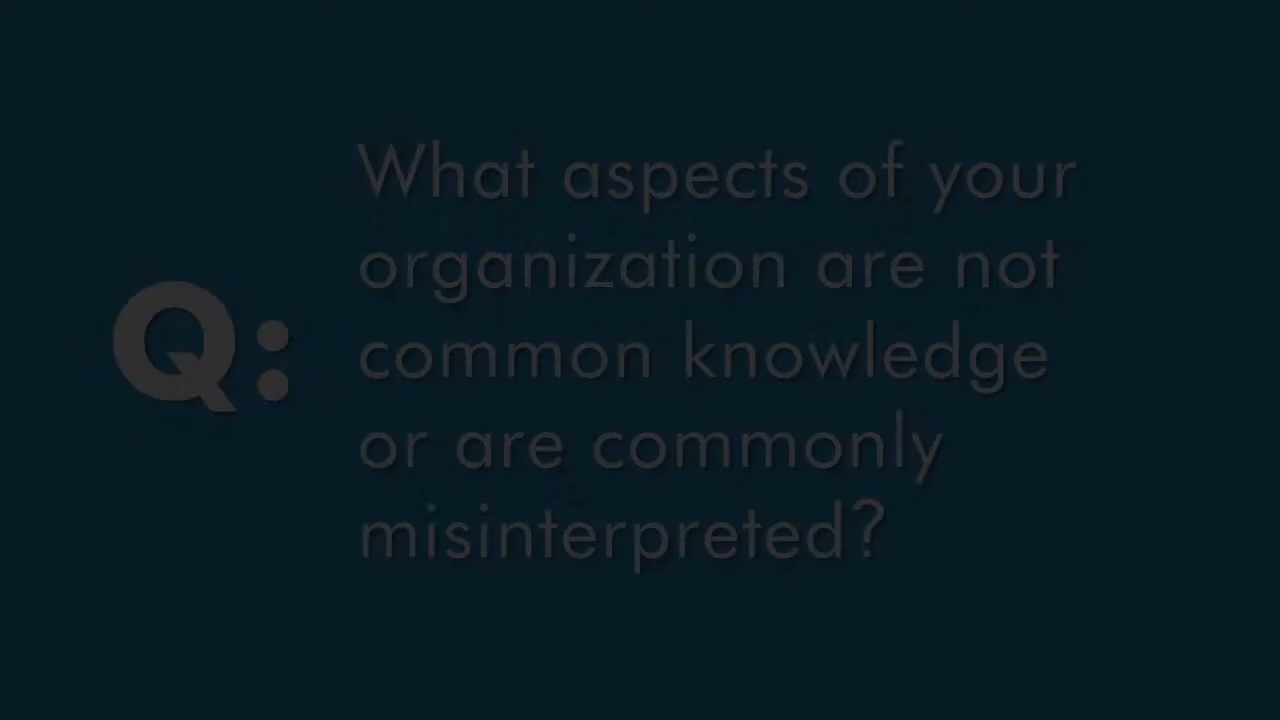 Q:
What aspects of your
organization are not
common knowledge
or are commonly
misinterpreted?